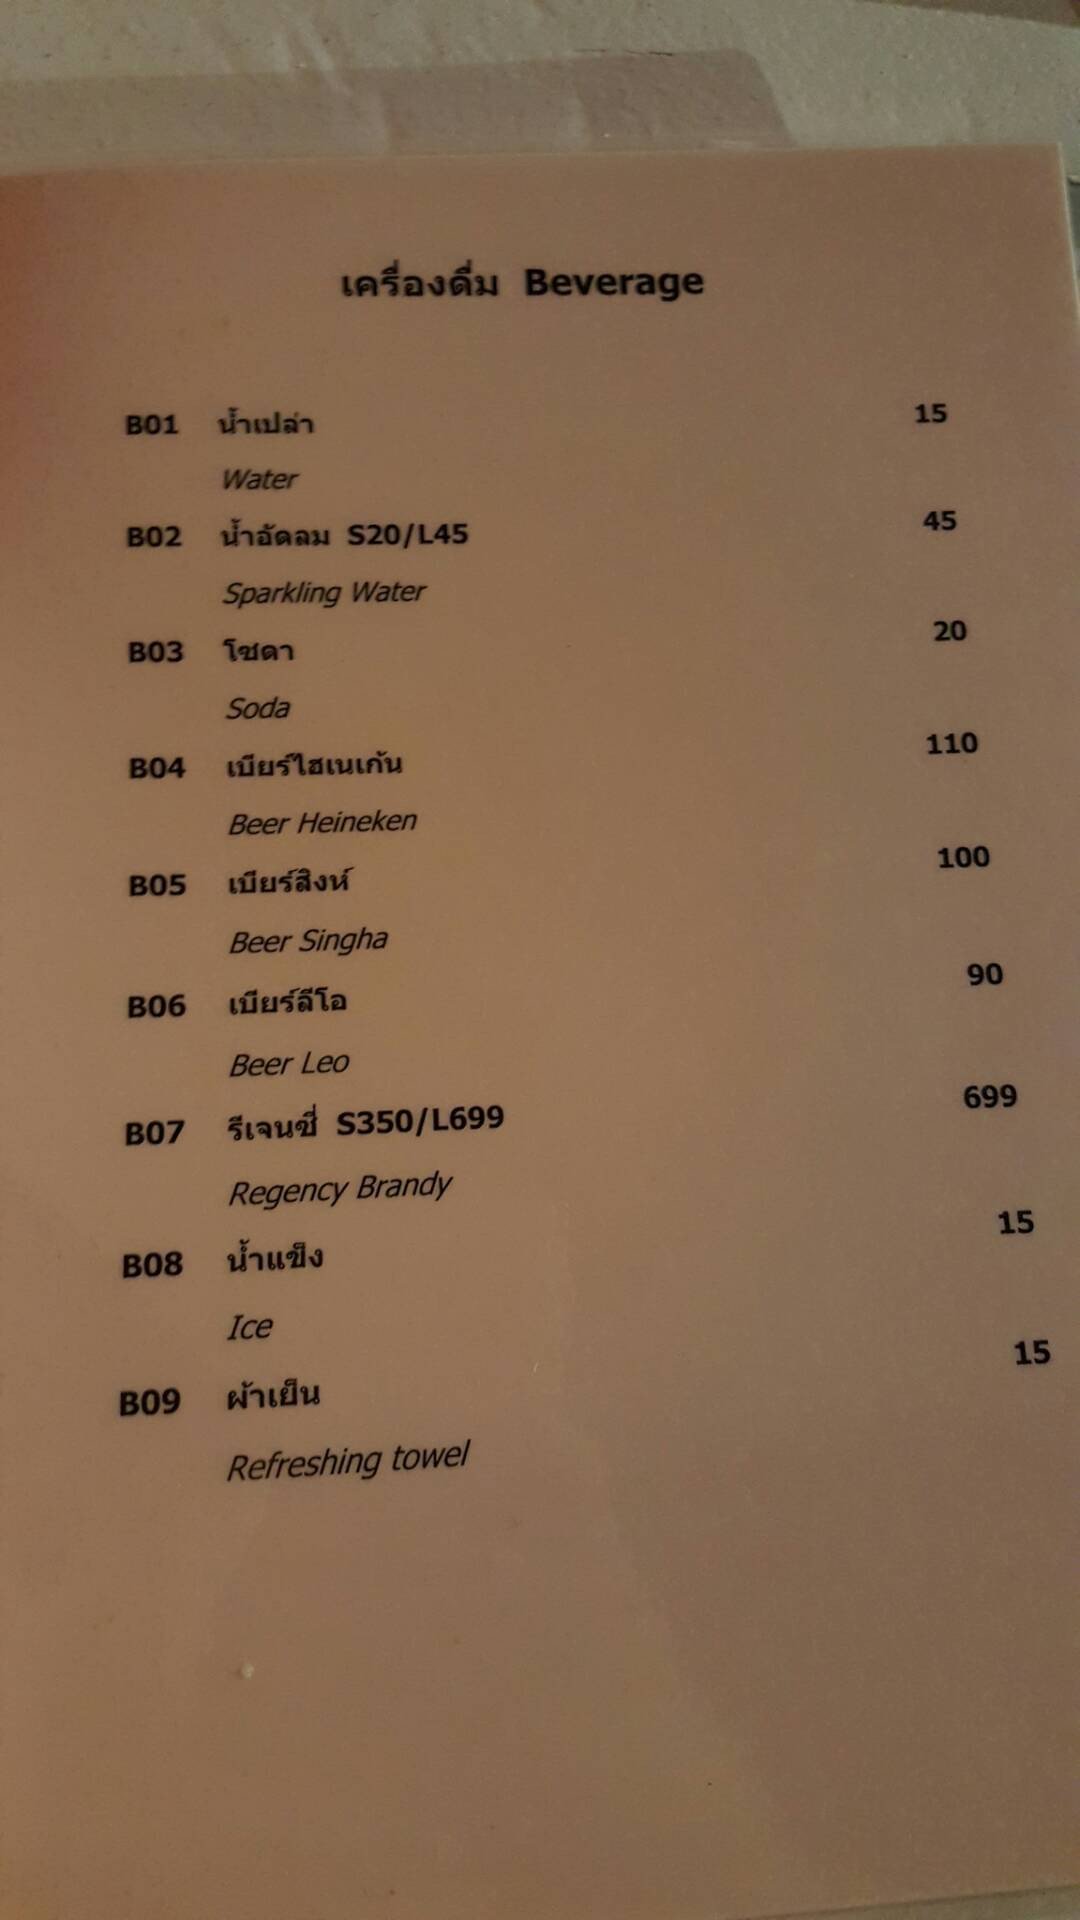 เครื่องดื่ม Beverage
B01 น้ำเปล่า 15
Water
B02 น้ำอัดลม S20/L45 45
Sparkling Water
B03 โซดา 20
Soda
B04 เบียร์ไฮเนเก้น 110
Beer Heineken
B05 เบียร์สิงห์ 100
Beer Singha
B06 เบียร์ลีโอ 90
Beer Leo
B07 รีเจนซี่ S350/L699 699
Regency Brandy
B08 น้ำแข็ง 15
Ice
B09 ผ้าเย็น 15
Refreshing towel